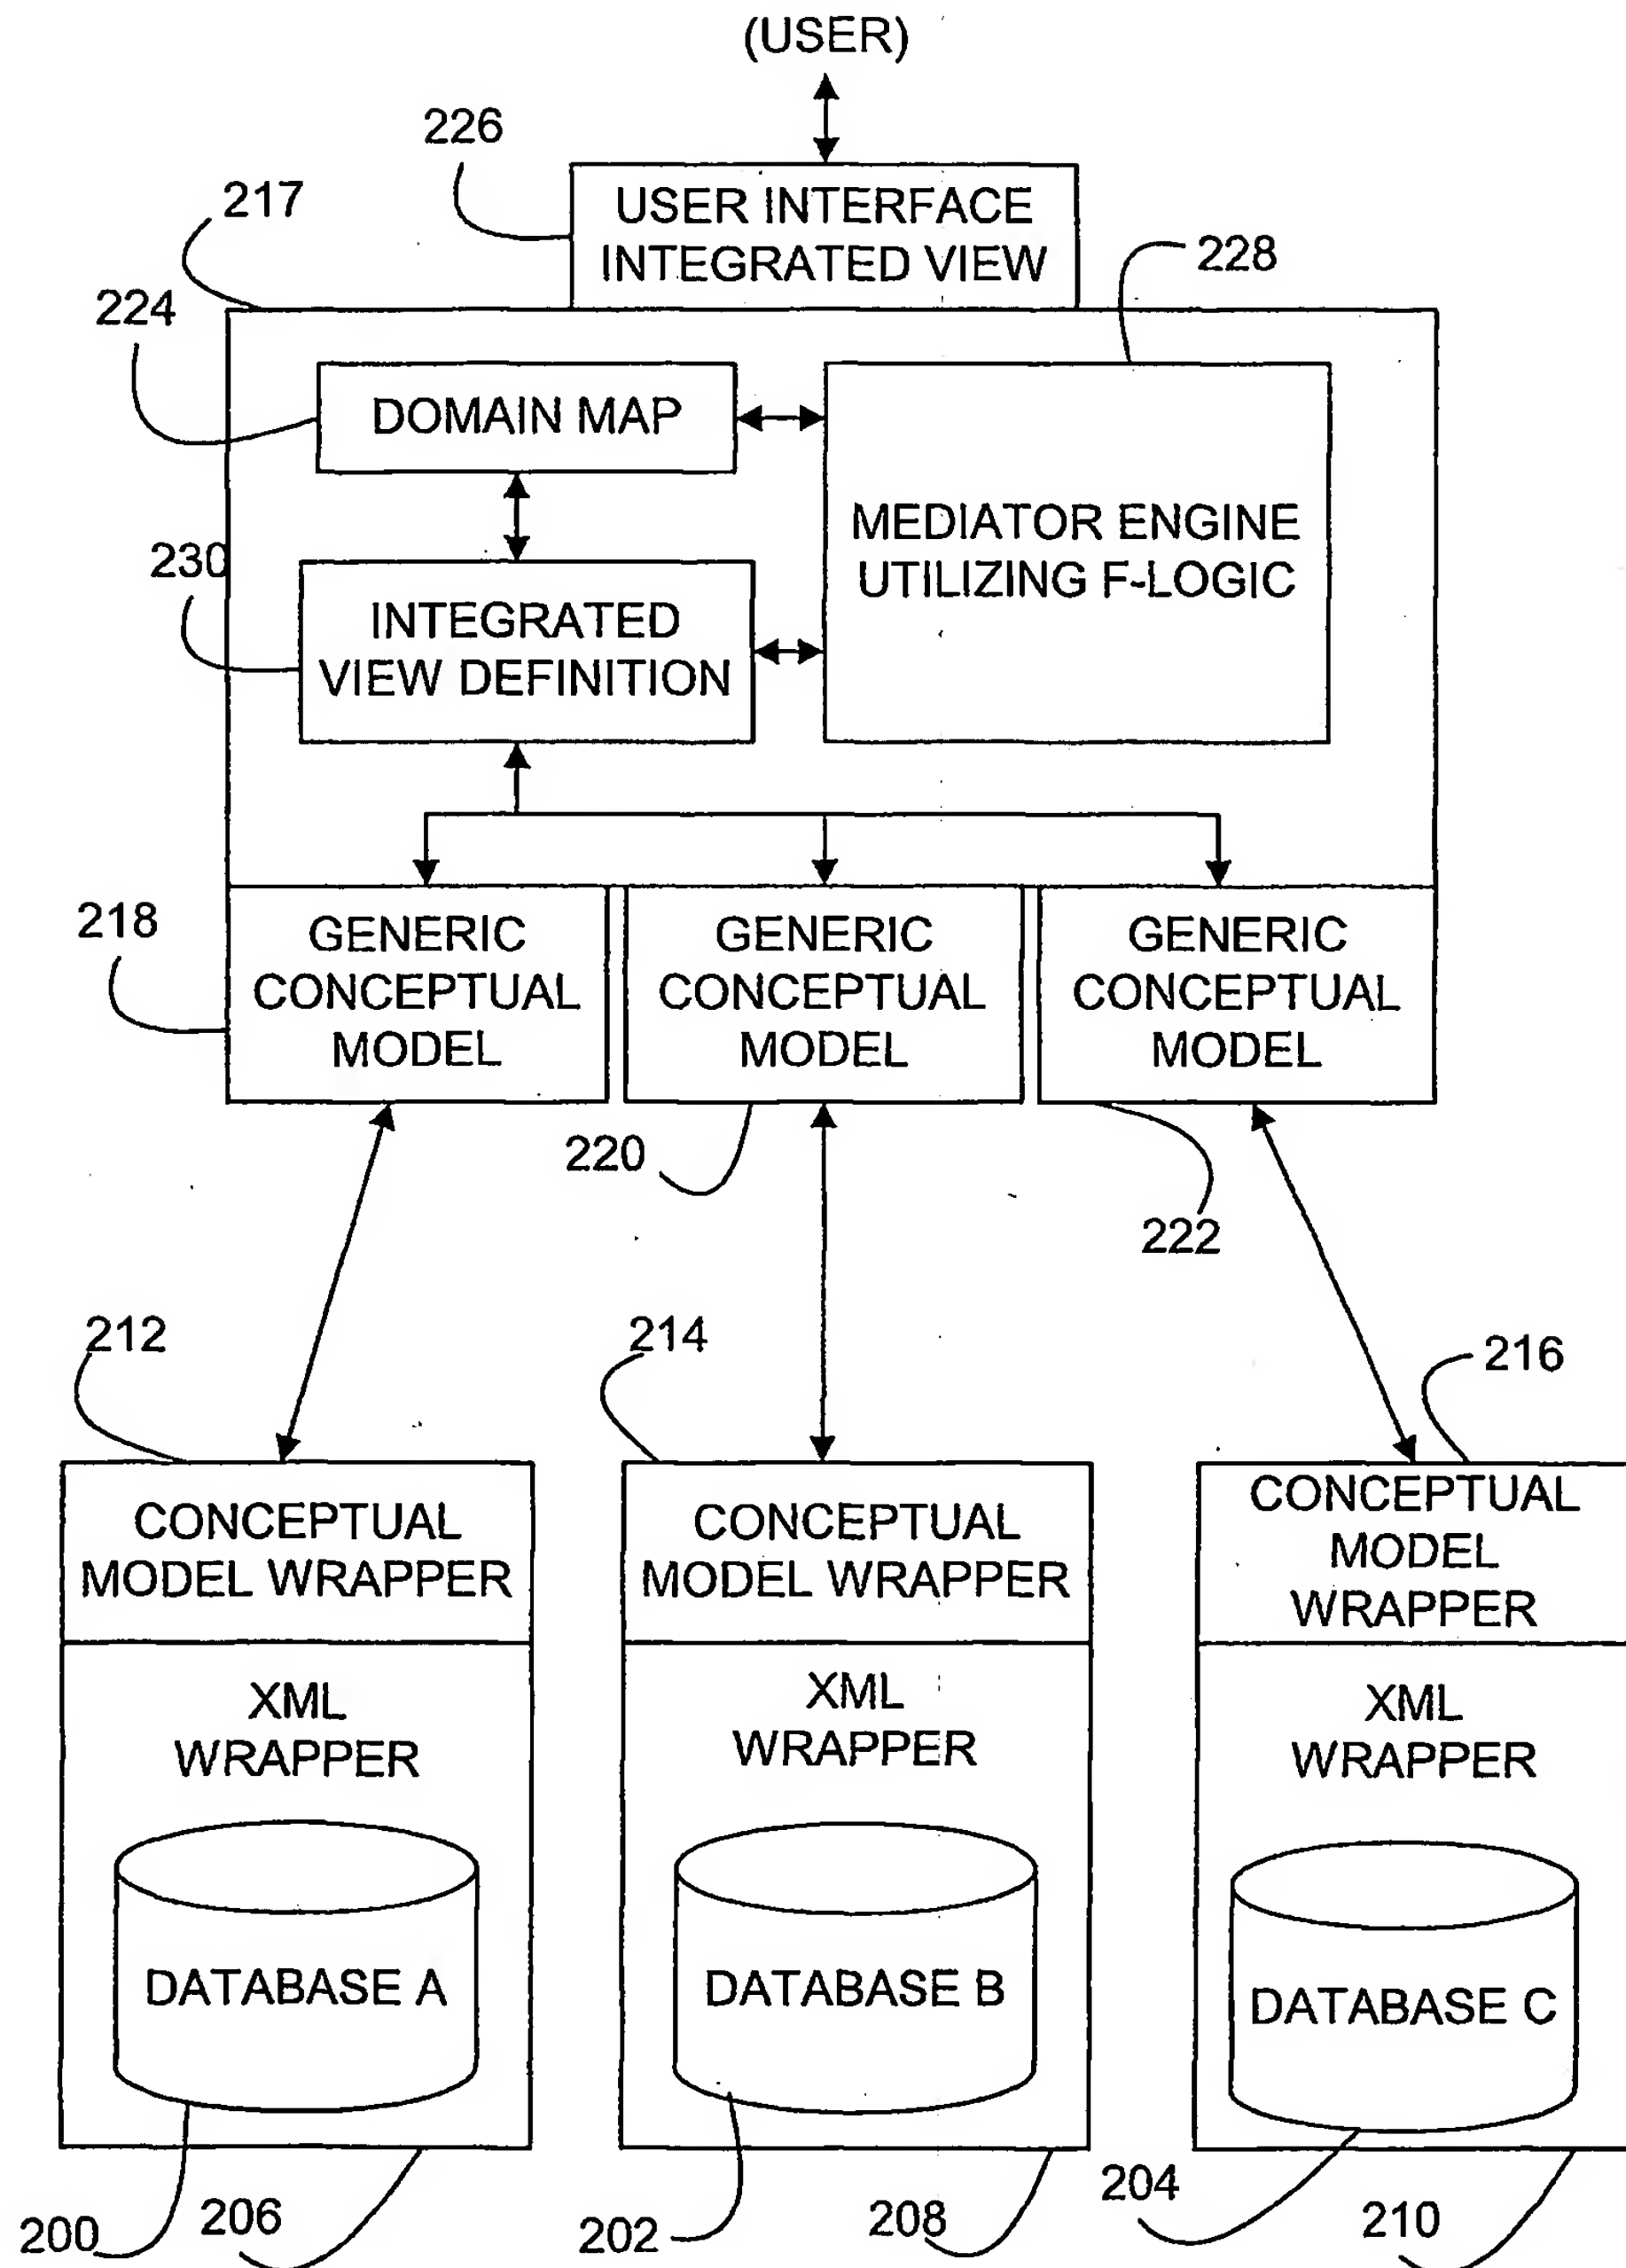 (USER)
226
217
USER INTERFACE
INTEGRATED VIEW
228
224
DOMAIN MAP
MEDIATOR ENGINE
UTILIZING F-LOGIC
230
INTEGRATED
VIEW DEFINITION
218
GENERIC
CONCEPTUAL
MODEL
GENERIC
CONCEPTUAL
MODEL
GENERIC
CONCEPTUAL
MODEL
220
222
212
214
216
CONCEPTUAL
MODEL WRAPPER
CONCEPTUAL
MODEL WRAPPER
CONCEPTUAL
MODEL
WRAPPER
XML
WRAPPER
XML
WRAPPER
XML
WRAPPER
DATABASE A
DATABASE B
DATABASE C
200
206
202
208
204
210